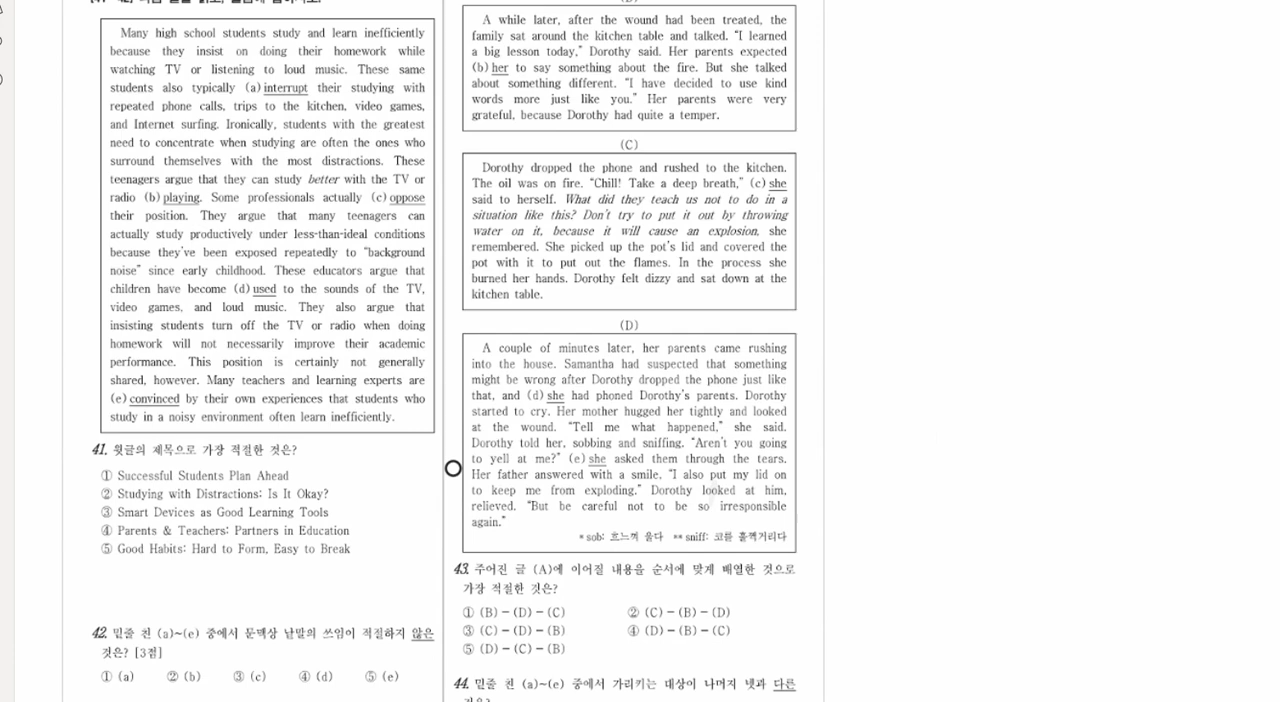 Many high school students study and learn inefficiently
because they insist on doing their homework while
watching TV or listening to loud music. These same
students also typically (a) interrupt their studying with
repeated phone calls, trips to the kitchen, video games,
and Internet surfing. Ironically, students with the greatest
need to concentrate when studying are often the ones who
surround themselves with the most distractions. These
teenagers argue that they can study better with the TV or
radio (b) playing. Some professionals actually (c) oppose
their position. They argue that many teenagers can
actually study productively under less-than-ideal conditions
because they've been exposed repeatedly to “background
noise” since early childhood. These educators argue that
children have become (d) used to the sounds of the TV,
video games, and loud music. They also argue that
insisting students turn off the TV or radio when doing
homework will not necessarily improve their academic
performance. This position is certainly not generally
shared, however. Many teachers and learning experts are
(e) convinced by their own experiences that students who
study in a noisy environment often learn inefficiently.
41. 윗글의 제목으로 가장 적절한 것은?
① Successful Students Plan Ahead
② Studying with Distractions: Is It Okay?
③ Smart Devices as Good Learning Tools
④ Parents & Teachers: Partners in Education
⑤ Good Habits: Hard to Form, Easy to Break
42. 밑줄 친 (a)~(e) 중에서 문맥상 낱말의 쓰임이 적절하지 않은
것은? [3점]
① (a) ② (b) ③ (c) ④ (d) ⑤ (e)
A while later, after the wound had been treated, the
family sat around the kitchen table and talked. “I learned
a big lesson today,” Dorothy said. Her parents expected
(b) her to say something about the fire. But she talked
about something different. “I have decided to use kind
words more just like you.” Her parents were very
grateful, because Dorothy had quite a temper.
(C)
Dorothy dropped the phone and rushed to the kitchen.
The oil was on fire. “Chill! Take a deep breath,” (c) she
said to herself. What did they teach us not to do in a
situation like this? Don't try to put it out by throwing
water on it, because it will cause an explosion, she
remembered. She picked up the pot's lid and covered the
pot with it to put out the flames. In the process she
burned her hands. Dorothy felt dizzy and sat down at the
kitchen table.
(D)
A couple of minutes later, her parents came rushing
into the house. Samantha had suspected that something
might be wrong after Dorothy dropped the phone just like
that, and (d) she had phoned Dorothy's parents. Dorothy
started to cry. Her mother hugged her tightly and looked
at the wound. “Tell me what happened,” she said.
Dorothy told her, sobbing and sniffing. “Aren't you going
to yell at me?” (e) she asked them through the tears.
Her father answered with a smile, “I also put my lid on
to keep me from exploding.” Dorothy looked at him,
relieved. “But be careful not to be so irresponsible
again.”
* sob: 흐느껴 울다 ** sniff: 코를 훌쩍거리다
43. 주어진 글 (A)에 이어질 내용을 순서에 맞게 배열한 것으로
가장 적절한 것은?
① (B) - (D) - (C) ② (C) - (B) - (D)
③ (C) - (D) - (B) ④ (D) - (B) - (C)
⑤ (D) - (C) - (B)
44. 밑줄 친 (a)~(e) 중에서 가리키는 대상이 나머지 넷과 다른